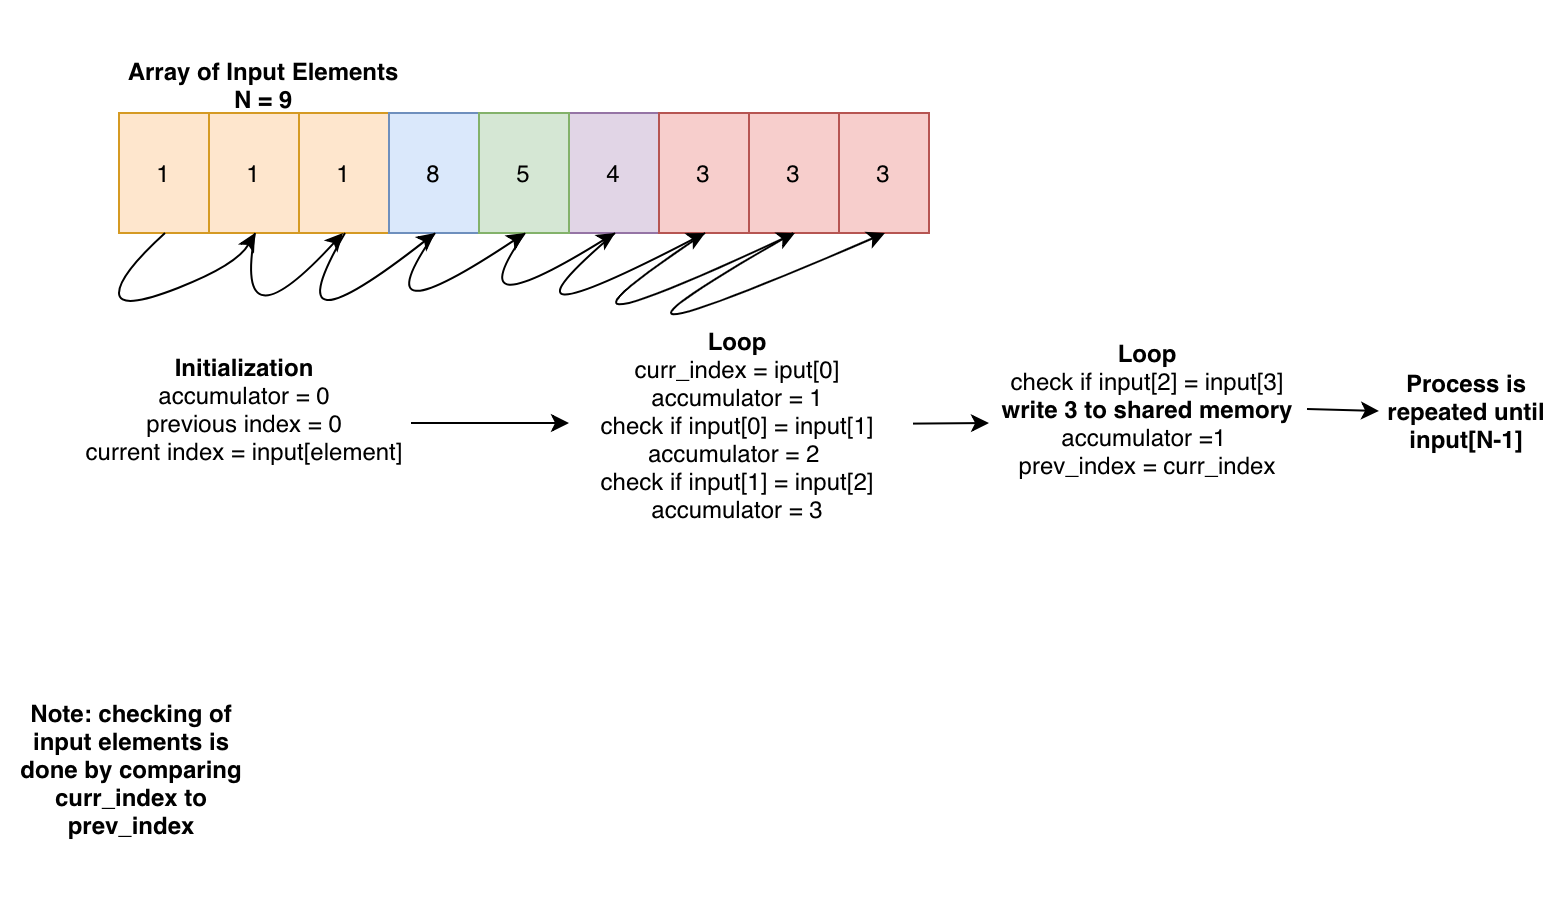 Array of Input Elements
N = 9
1 1 1 8 5 4 3 3 3
Initialization
accumulator = 0
previous index = 0
current index = input[element]
Loop
curr_index = iput[0]
accumulator = 1
check if input[0] = input[1]
accumulator = 2
check if input[1] = input[2]
accumulator = 3
Loop
check if input[2] = input[3]
write 3 to shared memory
accumulator =1
prev_index = curr_index
Process is
repeated until
input[N-1]
Note: checking of
input elements is
done by comparing
curr_index to
prev_index